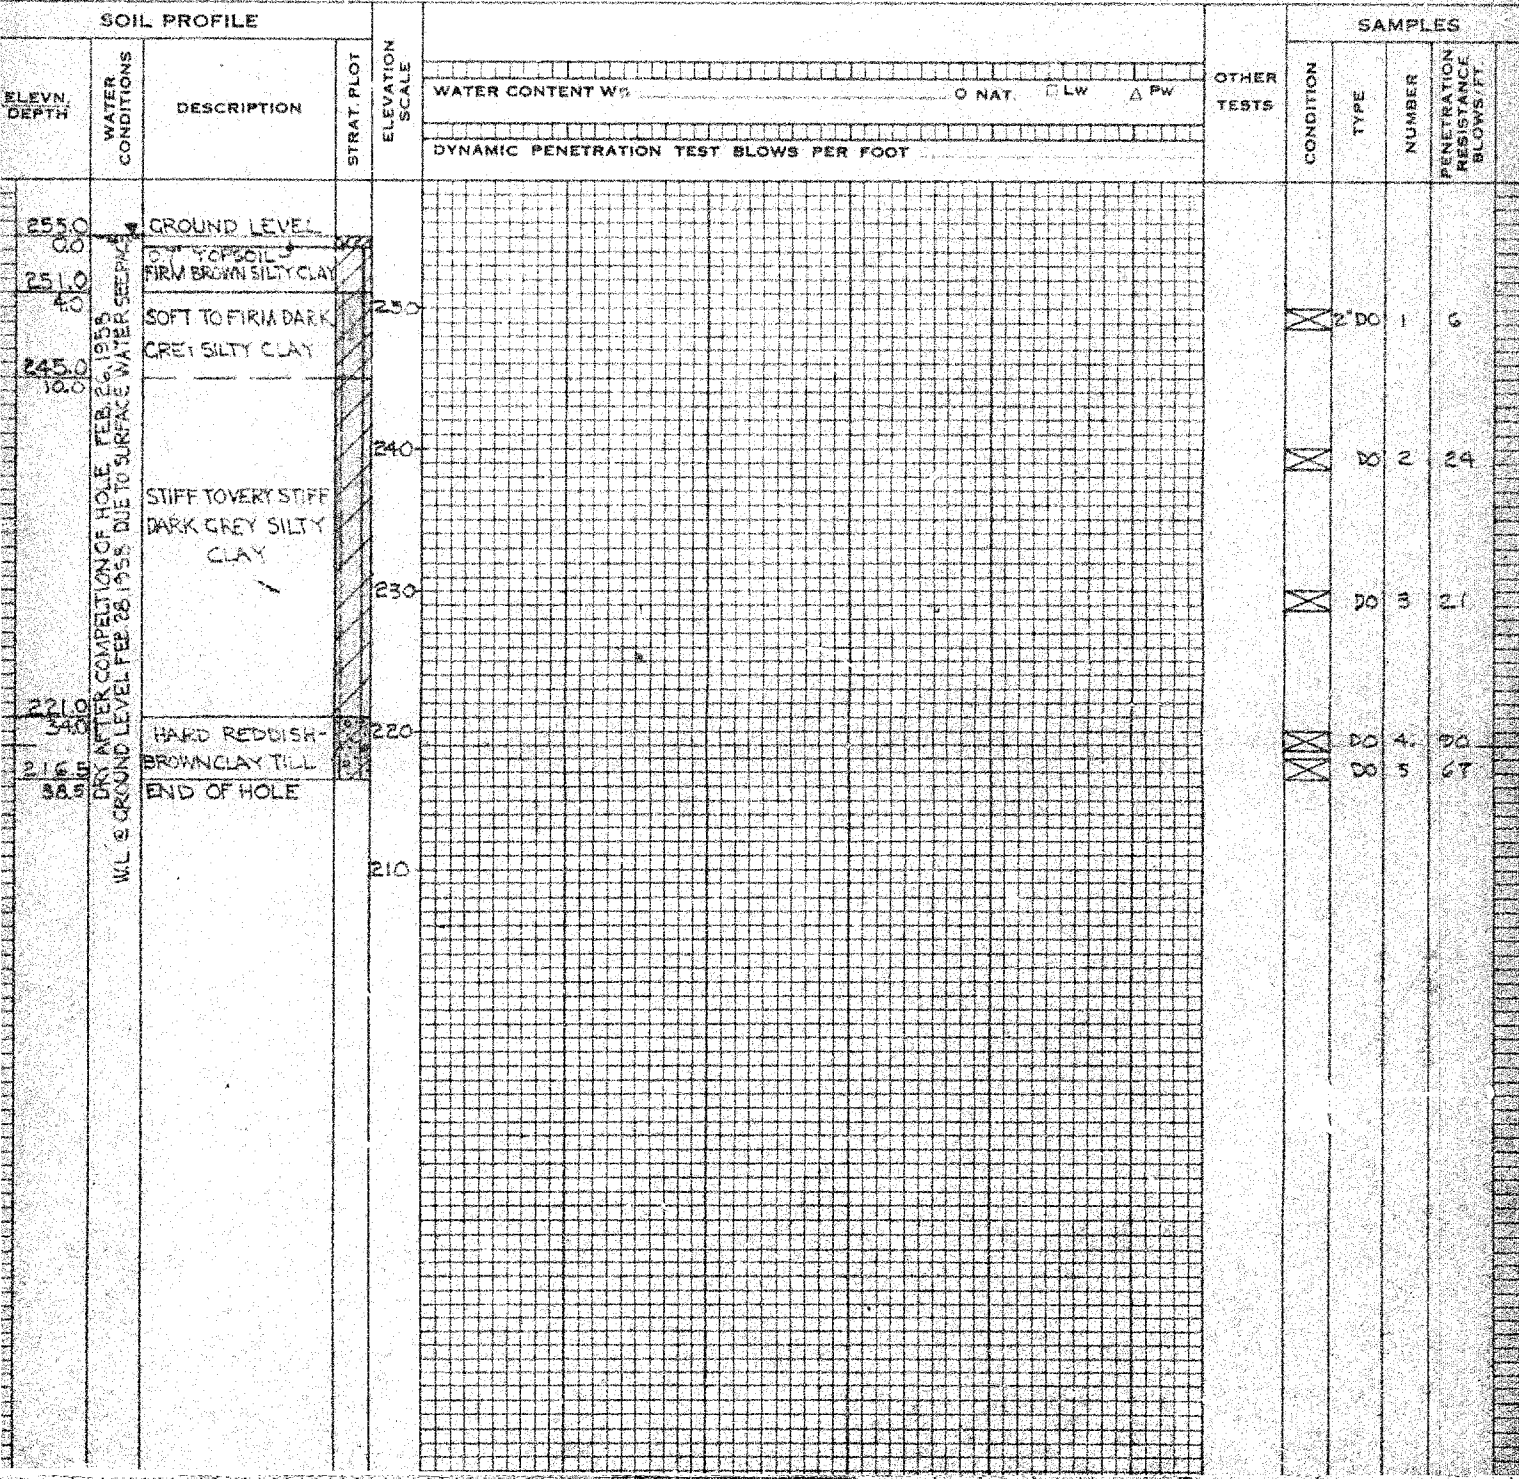 SOIL PROFILE
SAMPLES
ELEVN.
DEPTH
WATER
CONDITIONS
DESCRIPTION
STRAT. PLOT
ELEVATION
SCALE
WATER CONTENT
O NAT.
□ LW
△ PW
DYNAMIC PENETRATION TEST BLOWS PER FOOT
OTHER
TESTS
CONDITION
TYPE
NUMBER
PENETRATION
RESISTANCE
BLOWS/FT.
255.0
0.0
GROUND LEVEL
0.7' TOPSOIL
FIRM BROWN SILTY CLAY
251.0
4.0
SOFT TO FIRM DARK
GREY SILTY CLAY
245.0
10.0
STIFF TO VERY STIFF
DARK GREY SILTY
CLAY
221.0
34.0
HARD REDDISH-
BROWN CLAY TILL
216.5
38.5
END OF HOLE
DRY AFTER COMPELTION OF HOLE, FEB. 26, 1958
W.L. @ GROUND LEVEL FEB 28 1958 DUE TO SURFACE WATER SEEPAGE
250
240
230
220
210
2" DO 1 6
DO 2 24
DO 3 21
DO 4. 90
DO 5 67